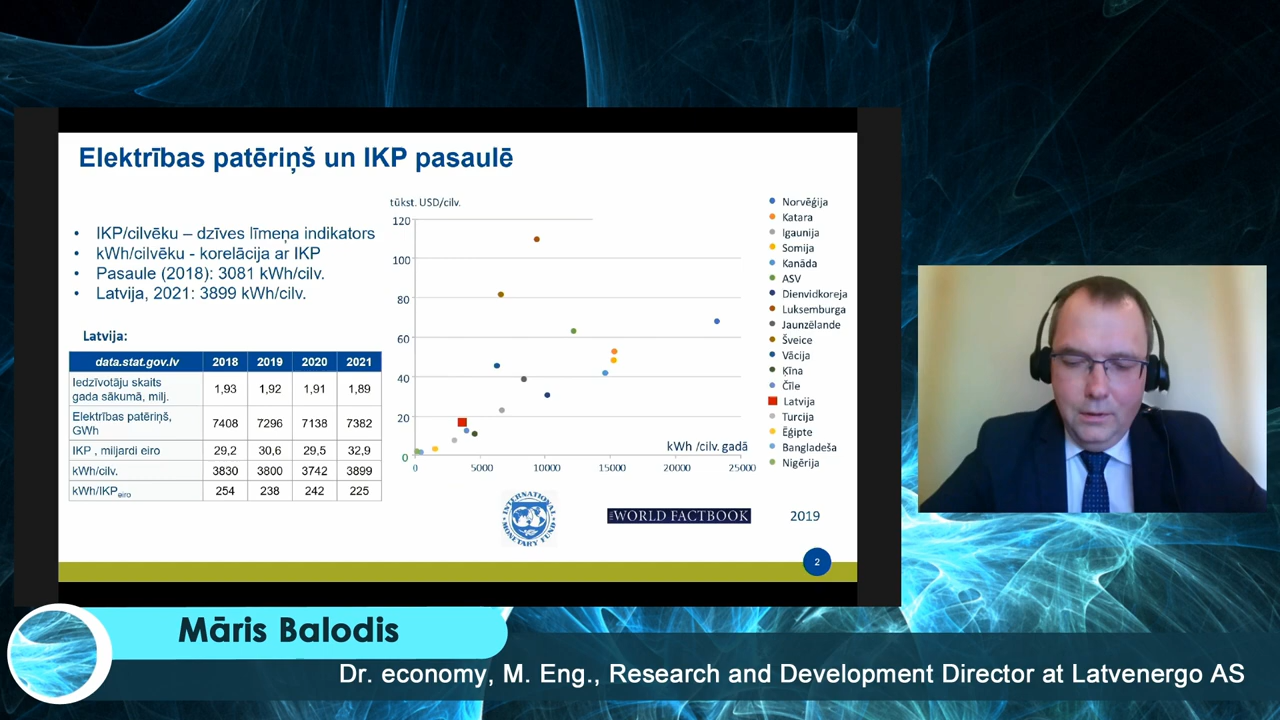 Elektrības patēriņš un IKP pasaulē
• IKP/cilvēku – dzīves līmeņa indikators
• kWh/cilvēku - korelācija ar IKP
• Pasaule (2018): 3081 kWh/cilv.
• Latvija, 2021: 3899 kWh/cilv.
Latvija:
data.stat.gov.lv 2018 2019 2020 2021
Iedzīvotāju skaits
gada sākumā, milj. 1,93 1,92 1,91 1,89
Elektrības patēriņš,
GWh 7408 7296 7138 7382
IKP , miljardi eiro 29,2 30,6 29,5 32,9
kWh/cilv. 3830 3800 3742 3899
kWh/IKPeiro 254 238 242 225
tūkst. USD/cilv.
120
100
80
60
40
20
0
0 5000 10000 15000 20000 25000
kWh /cilv. gadā
Norvēģija
Katara
Igaunija
Somija
Kanāda
ASV
Dienvidkoreja
Luksemburga
Jaunzēlande
Šveice
Vācija
Ķīna
Čīle
Latvija
Turcija
Ēģipte
Bangladeša
Nigērija
INTERNATIONAL
MONETARY FUND
THE WORLD FACTBOOK
2019
2
Māris Balodis
Dr. economy, M. Eng., Research and Development Director at Latvenergo AS